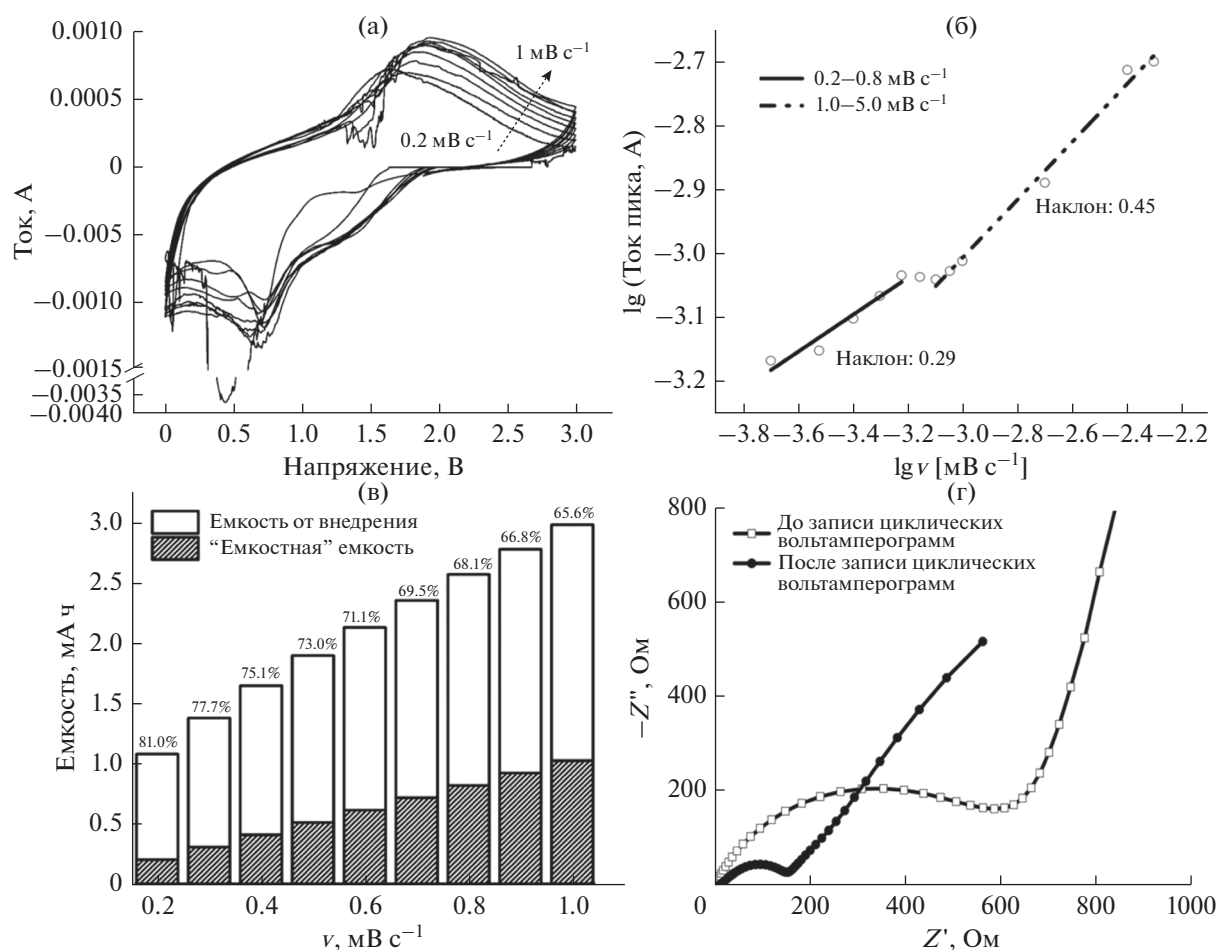 (а)
0.0010
0.0005
0
−0.005
−0.0010
−0.0015
−0.0035
−0.0040
Ток, А
1 мВ с−1
0.2 мВ с−1
0 0.5 1.0 1.5 2.0 2.5 3.0
Напряжение, В
(б)
−2.7
−2.8
−2.9
−3.0
−3.1
−3.2
lg (Ток пика, А)
0.2−0.8 мВ с−1
1.0−5.0 мВ с−1
Наклон: 0.45
Наклон: 0.29
−3.8 −3.6 −3.4 −3.2 −3.0 −2.8 −2.6 −2.4 −2.2
lg v [мВ с−1]
(в)
3.0
2.5
2.0
1.5
1.0
0.5
0
Емкость, мА ч
Емкость от внедрения
“Емкостная” емкость
81.0%
77.7%
75.1%
73.0%
71.1%
69.5%
68.1%
66.8%
65.6%
0.2 0.4 0.6 0.8 1.0
v, мВ с−1
(г)
800
600
400
200
−Z'', Ом
До записи циклических
вольтамперограмм
После записи циклических
вольтамперограмм
0 200 400 600 800 1000
Z', Ом